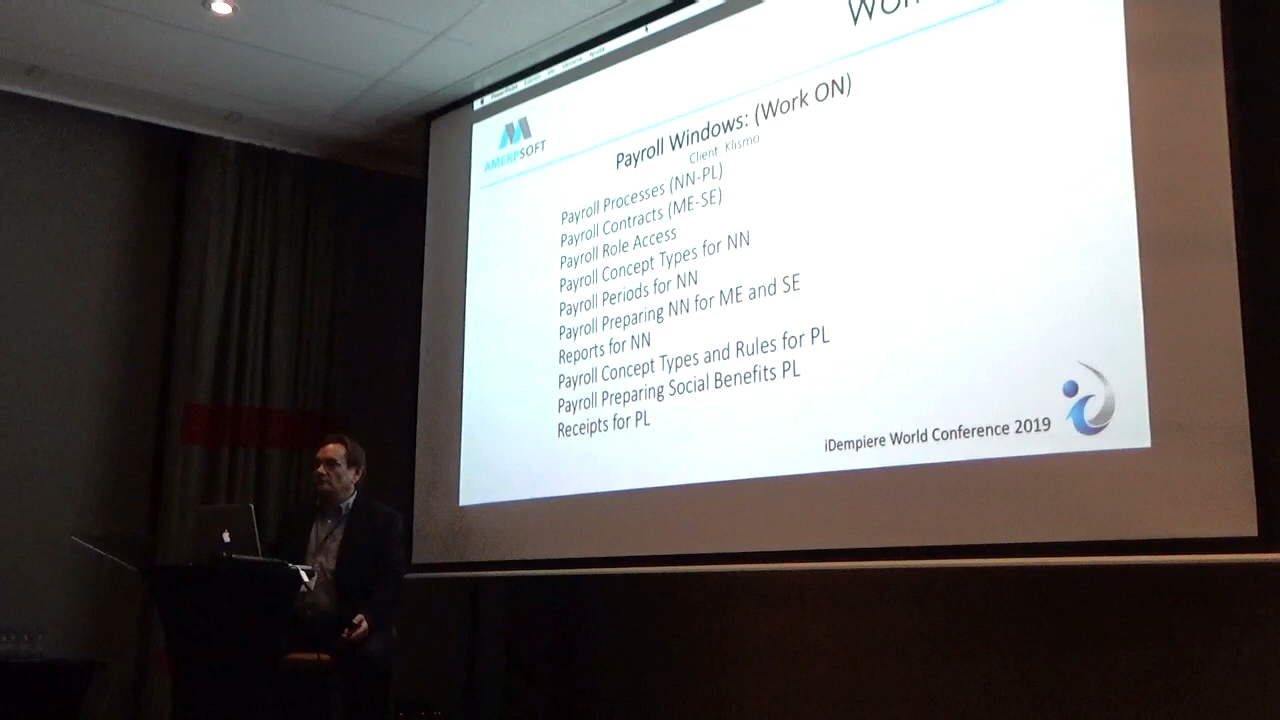 AMERPSOFT
Payroll Windows: (Work ON)
Client Klismo
Payroll Processes (NN-PL)
Payroll Contracts (ME-SE)
Payroll Role Access
Payroll Concept Types for NN
Payroll Periods for NN
Payroll Preparing NN for ME and SE
Reports for NN
Payroll Concept Types and Rules for PL
Payroll Preparing Social Benefits PL
Receipts for PL
iDempiere World Conference 2019